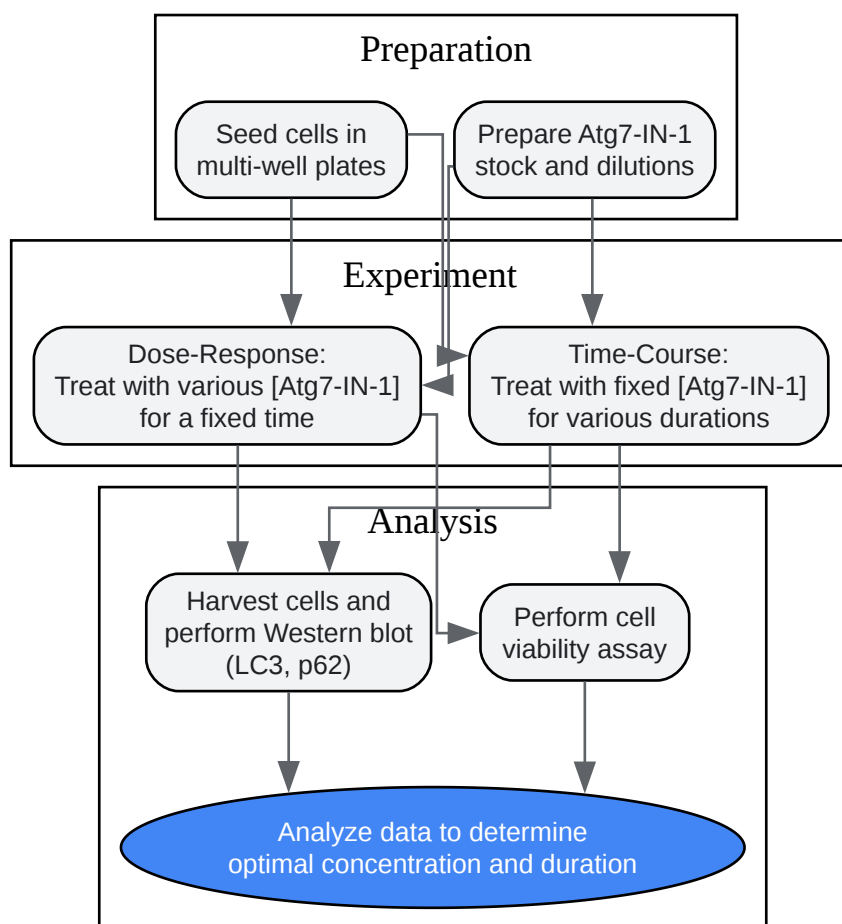 Preparation
Seed cells in
multi-well plates
Prepare Atg7-IN-1
stock and dilutions
Experiment
Dose-Response:
Treat with various [Atg7-IN-1]
for a fixed time
Time-Course:
Treat with fixed [Atg7-IN-1]
for various durations
Analysis
Harvest cells and
perform Western blot
(LC3, p62)
Perform cell
viability assay
Analyze data to determine
optimal concentration and duration